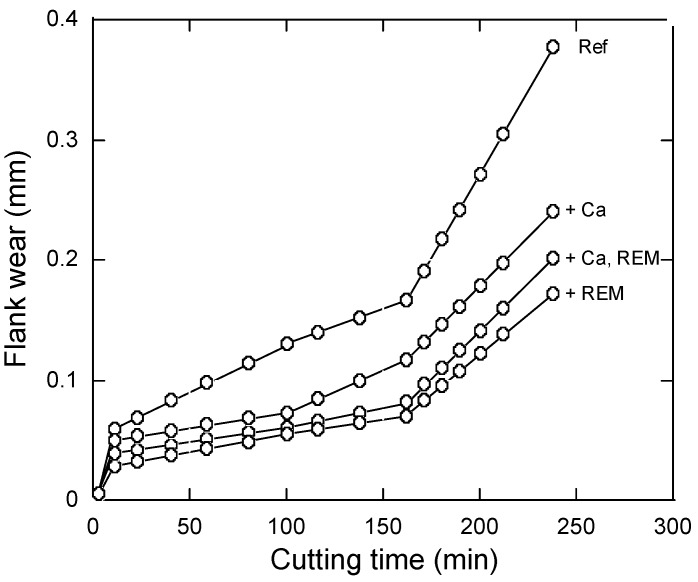 0.4
Ref
0.3
Flank wear (mm)
+ Ca
0.2
+ Ca, REM
+ REM
0.1
0
0 50 100 150 200 250 300
Cutting time (min)